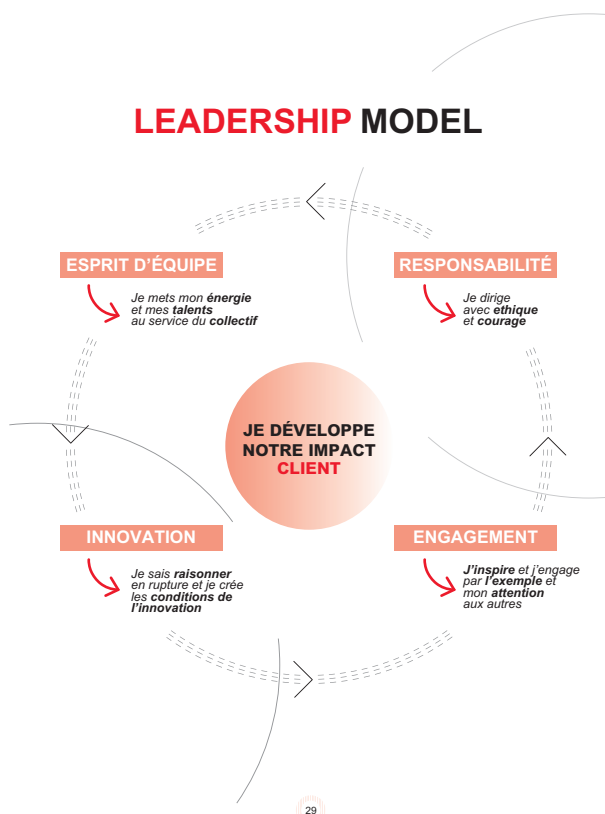 LEADERSHIP MODEL
ESPRIT D’ÉQUIPE
Je mets mon énergie
et mes talents
au service du collectif
RESPONSABILITÉ
Je dirige
avec ethique
et courage
JE DÉVELOPPE
NOTRE IMPACT
CLIENT
INNOVATION
Je sais raisonner
en rupture et je crée
les conditions de
l’innovation
ENGAGEMENT
J’inspire et j’engage
par l’exemple et
mon attention
aux autres
29